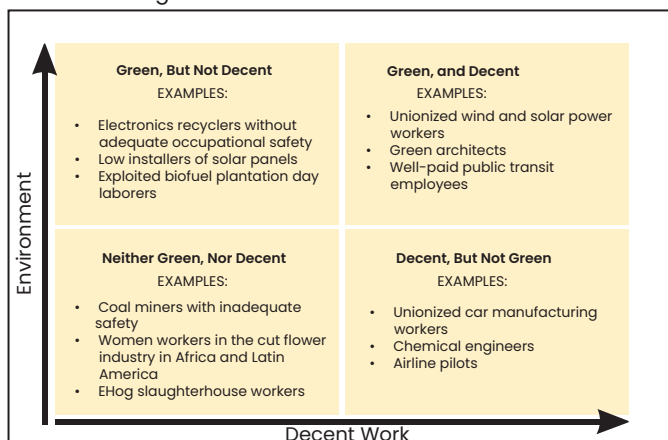 Green, But Not Decent
EXAMPLES:
• Electronics recyclers without
adequate occupational safety
• Low installers of solar panels
• Exploited biofuel plantation day
laborers
Green, and Decent
EXAMPLES:
• Unionized wind and solar power
workers
• Green architects
• Well-paid public transit
employees
Environment
Neither Green, Nor Decent
EXAMPLES:
• Coal miners with inadequate
safety
• Women workers in the cut flower
industry in Africa and Latin
America
• EHog slaughterhouse workers
Decent, But Not Green
EXAMPLES:
• Unionized car manufacturing
workers
• Chemical engineers
• Airline pilots
Decent Work